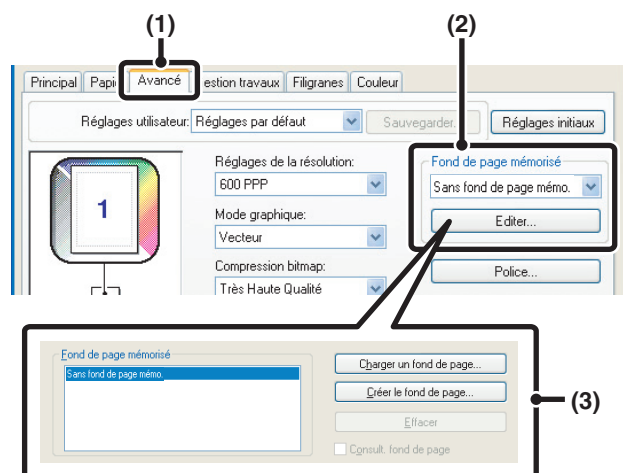 (1) (2)
Principal Papi Avancé estion travaux Filigranes Couleur
Réglages utilisateur: Réglages par défaut Sauvegarder... Réglages initiaux
Réglages de la résolution: Fond de page mémorisé
600 PPP Sans fond de page mémo.
1 Mode graphique: Editer...
Vecteur
Compression bitmap: Police...
Très Haute Qualité
Fond de page mémorisé Charger un fond de page...
Sans fond de page mémo.
Créer le fond de page... (3)
Effacer
Consult. fond de page